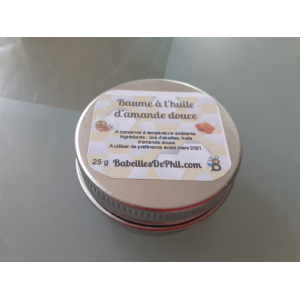 Baume à l'huile
d'amande douce
A conserver à température ambiante.
Ingrédients : cire d'abeilles, huile
d'amande douce
A utiliser de préférence avant mars 2021.
25 g BabeillesDePhil.com